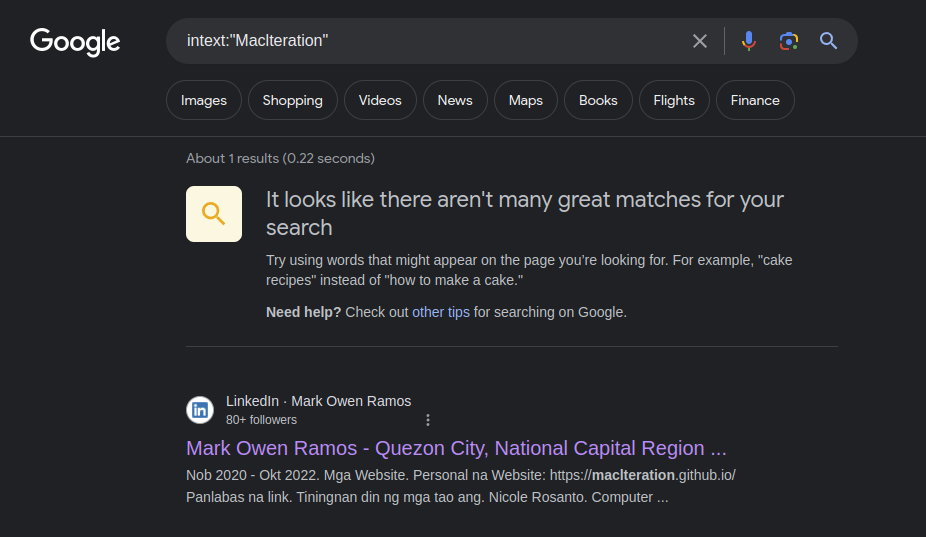 Google
intext:"Maclteration"
Images
Shopping
Videos
News
Maps
Books
Flights
Finance
About 1 results (0.22 seconds)
It looks like there aren't many great matches for your
search
Try using words that might appear on the page you're looking for. For example, "cake
recipes" instead of "how to make a cake."
Need help? Check out other tips for searching on Google.
in
LinkedIn · Mark Owen Ramos
80+ followers
Mark Owen Ramos - Quezon City, National Capital Region ...
Nob 2020 - Okt 2022. Mga Website. Personal na Website: https://maclteration.github.io/
Panlabas na link. Tiningnan din ng mga tao ang. Nicole Rosanto. Computer ...